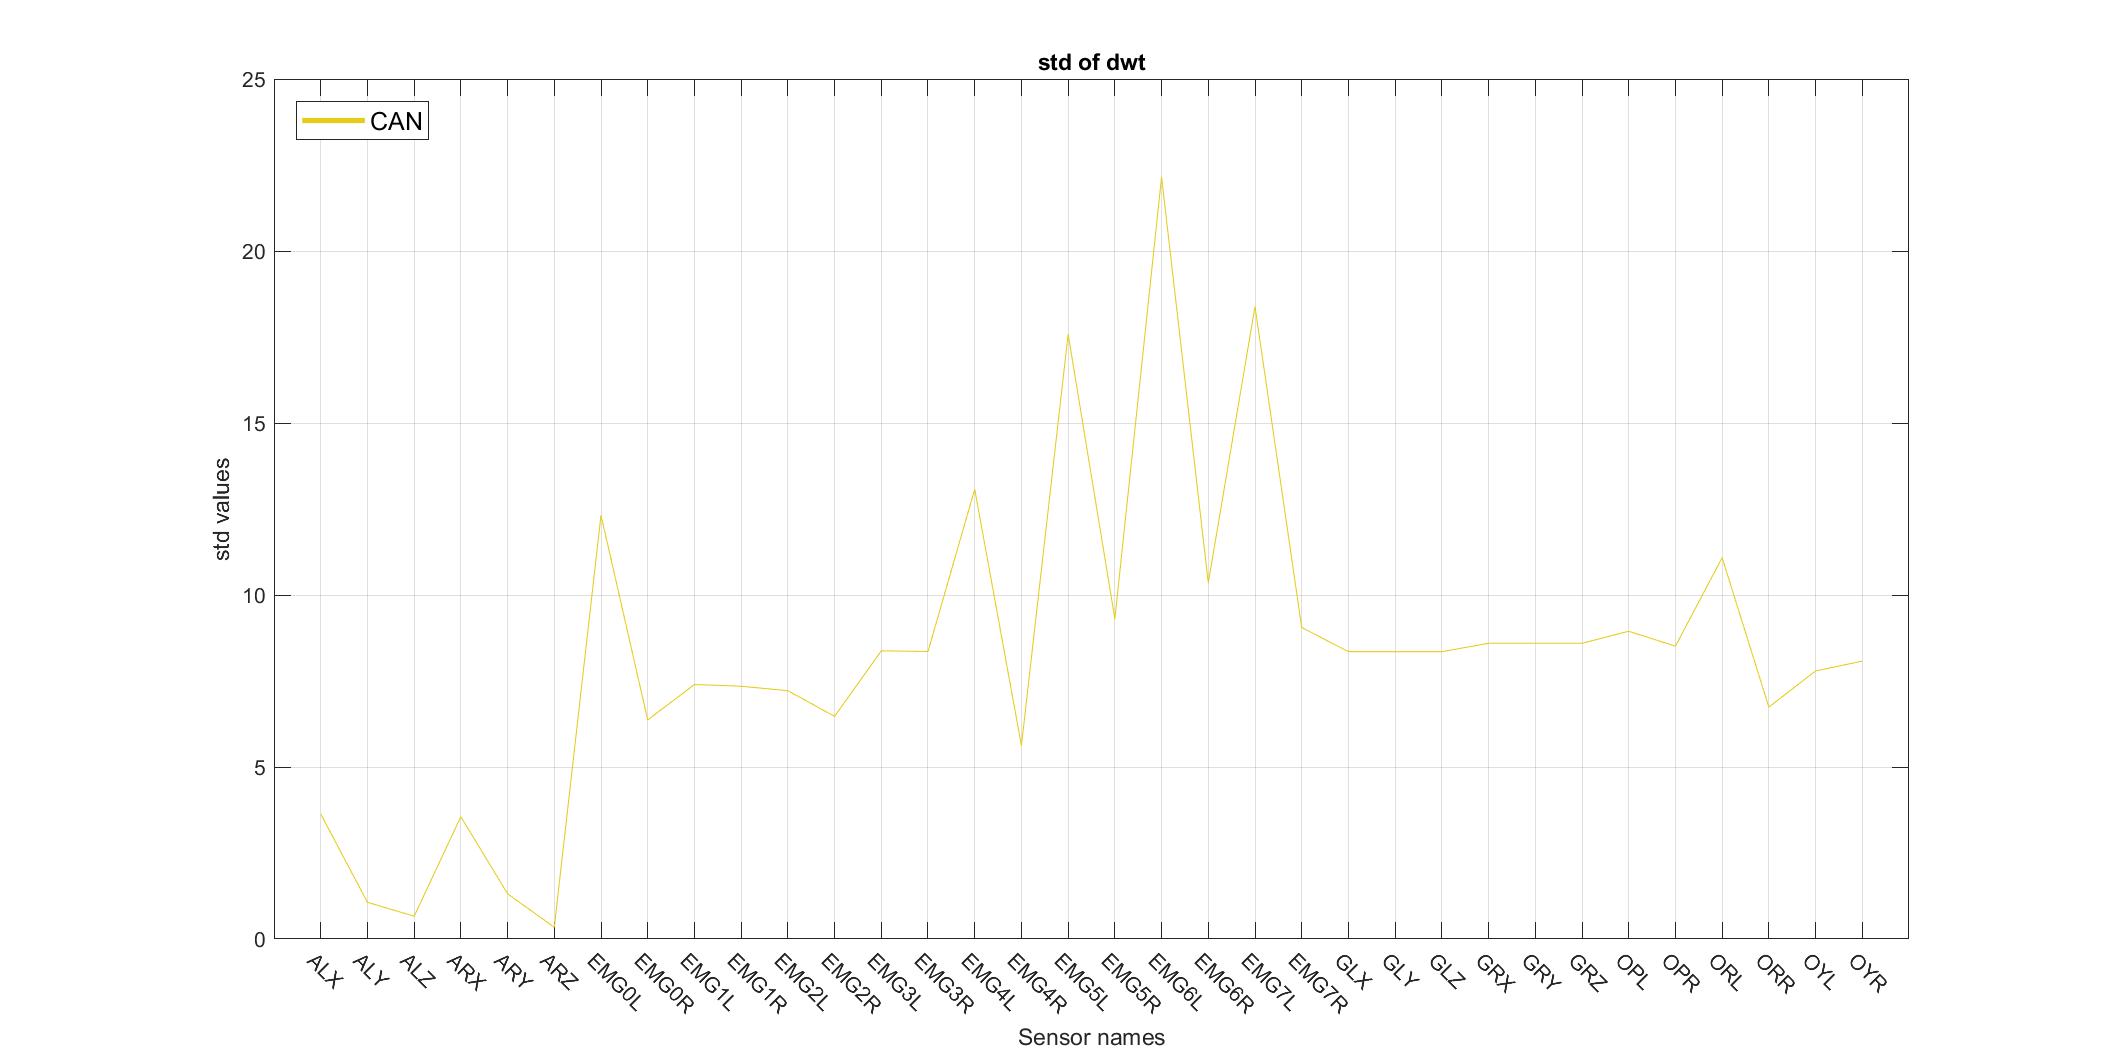 std of dwt
25
CAN
20
15
std values
10
5
0
ALX
ALY
ALZ
ARX
ARY
ARZ
EMG0L
EMG0R
EMG1L
EMG1R
EMG2L
EMG2R
EMG3L
EMG3R
EMG4L
EMG4R
EMG5L
EMG5R
EMG6L
EMG6R
EMG7L
EMG7R
GLX
GLY
GLZ
GRX
GRY
GRZ
OPL
OPR
ORL
ORR
OYL
OYR
Sensor names